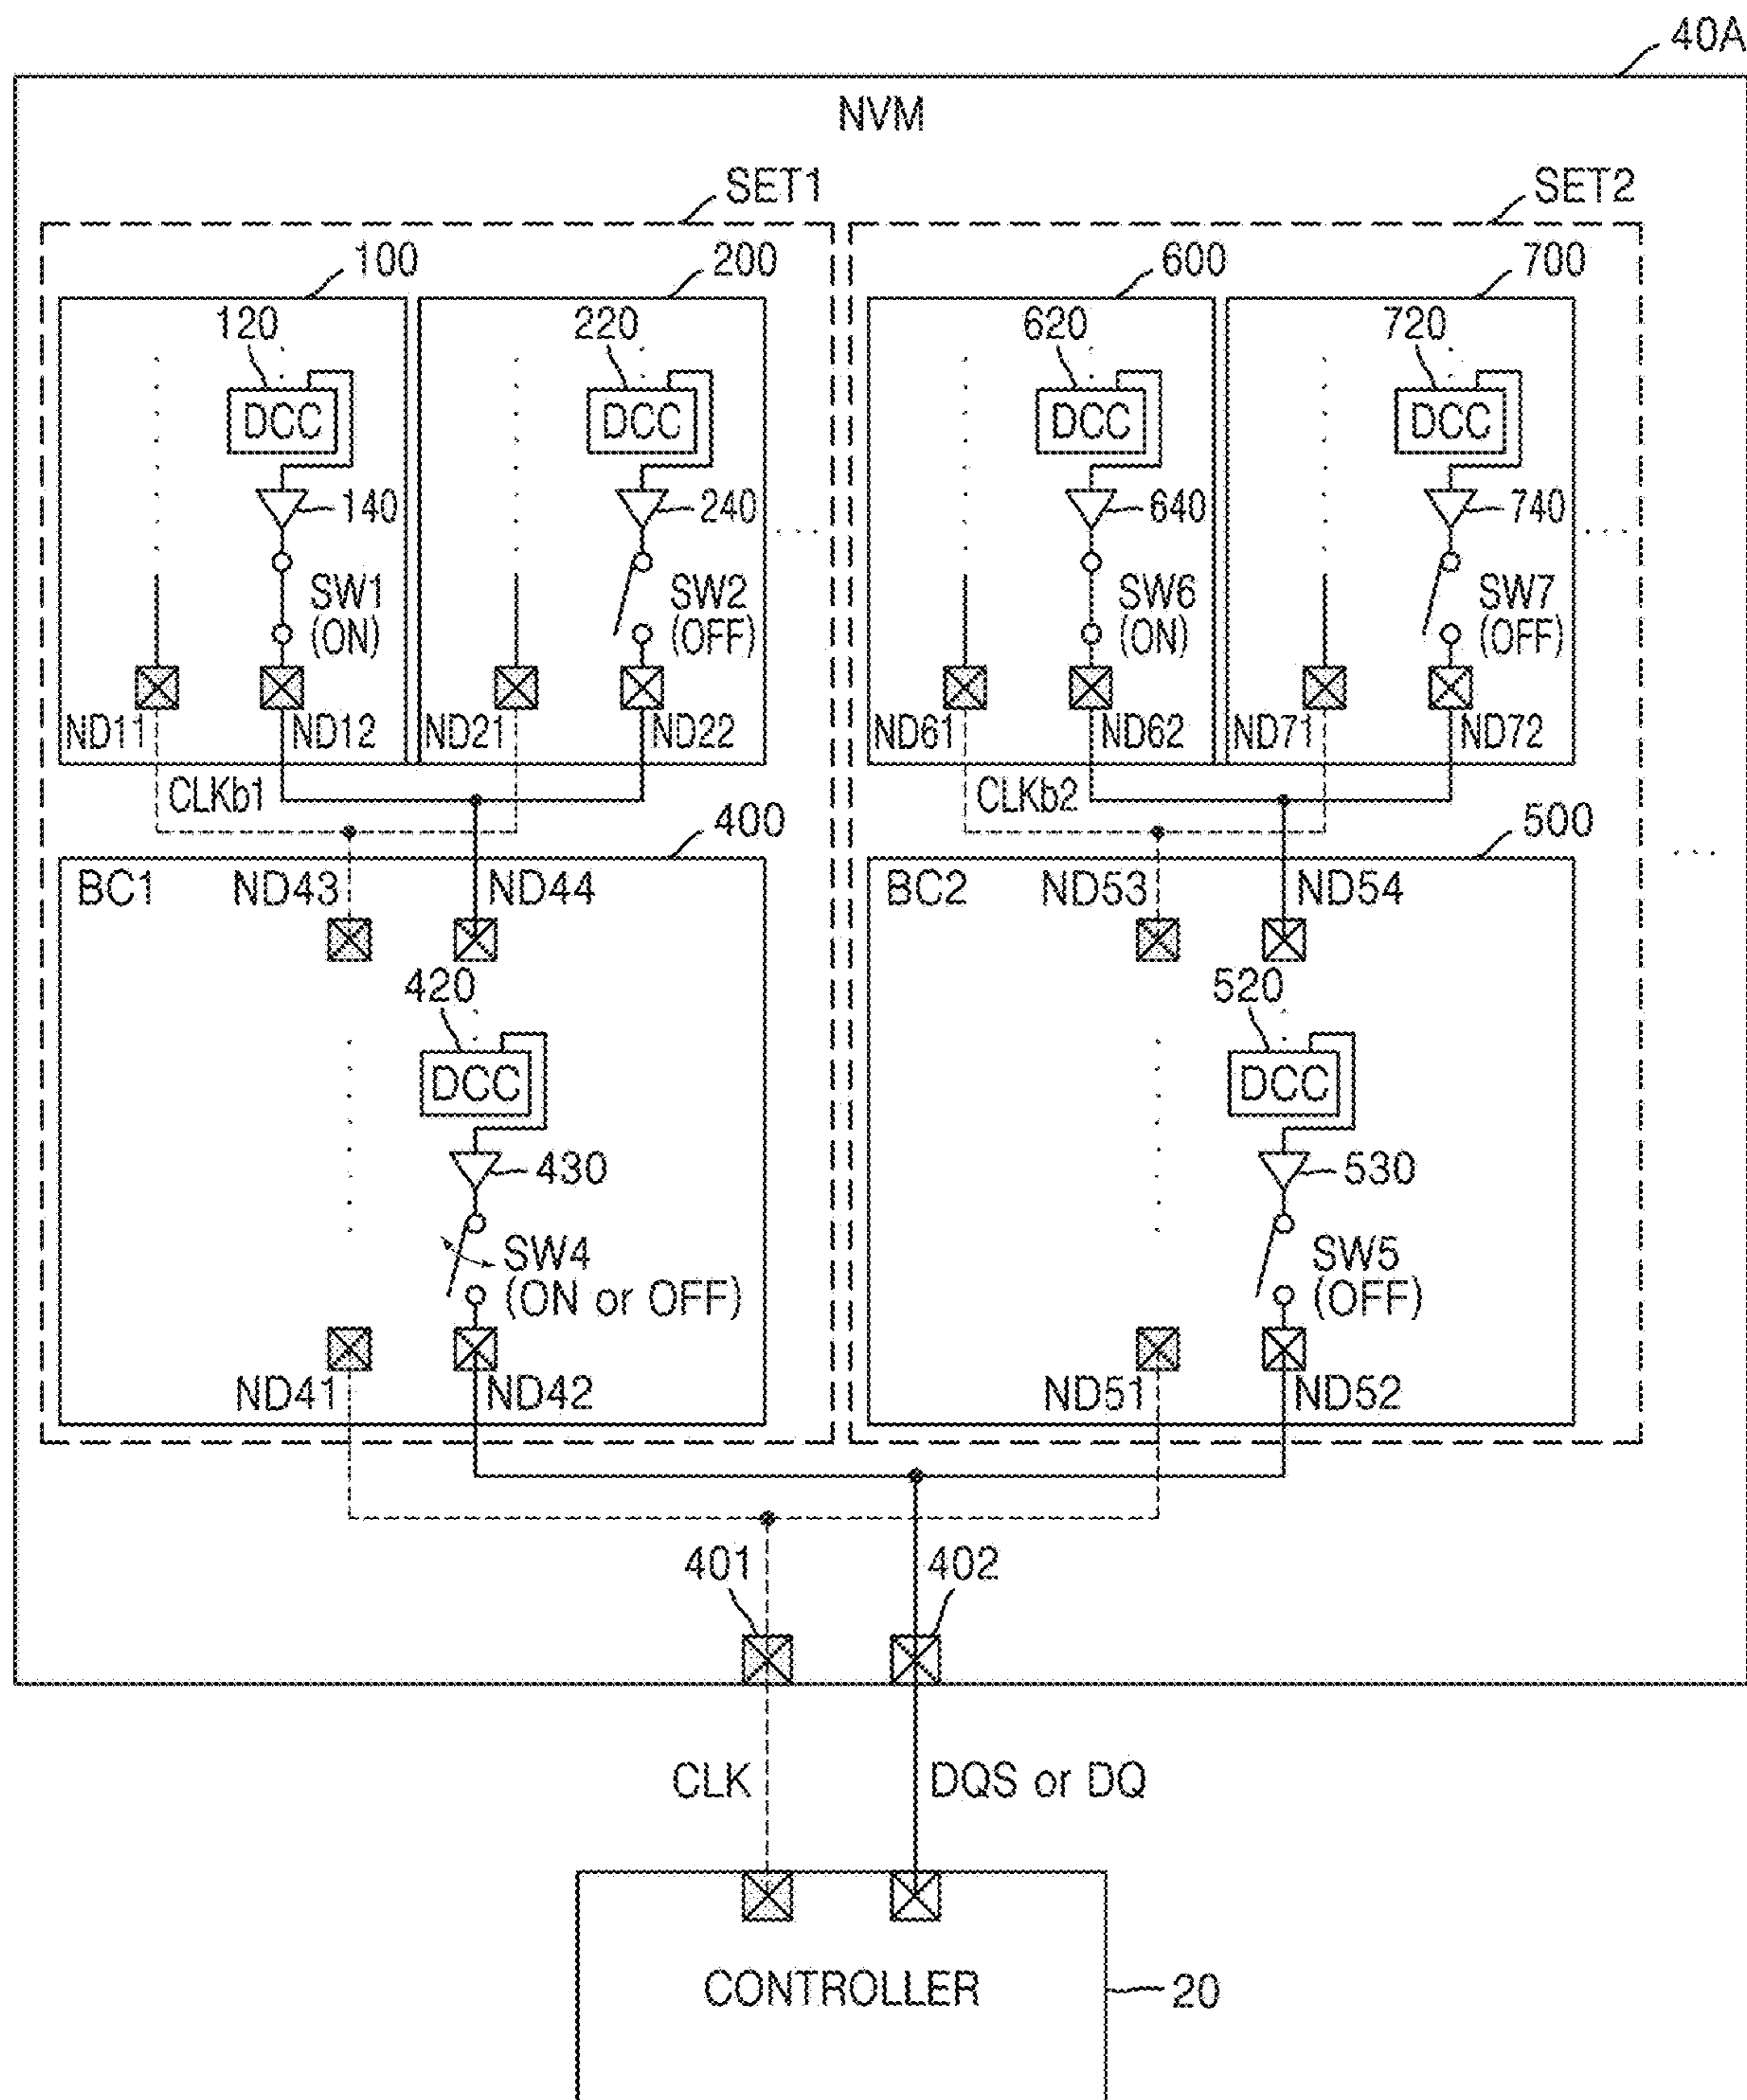 40A
NVM
SET1 SET2
100 200 600 700
120 220 620 720
DCC DCC DCC DCC
140 240 640 740
SW1 SW2 SW6 SW7
(ON) (OFF) (ON) (OFF)
ND11 ND12 ND21 ND22 ND61 ND62 ND71 ND72
CLKb1 CLKb2
400 500
BC1 ND43 ND44 BC2 ND53 ND54
420 520
DCC DCC
430 530
SW4 SW5
(ON or OFF) (OFF)
ND41 ND42 ND51 ND52
401 402
CLK DQS or DQ
CONTROLLER 20